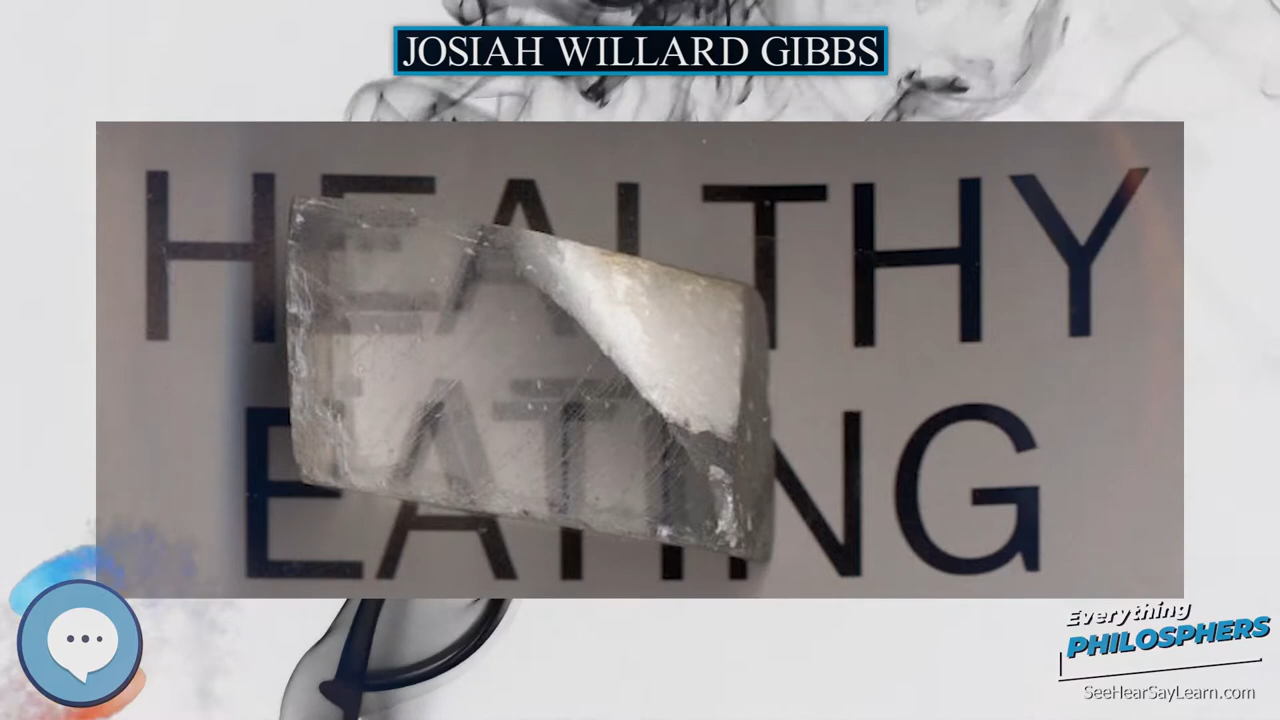 JOSIAH WILLARD GIBBS
HEALTHY
EATING
Everything
PHILOSPHERS
SeeHearSayLearn.com